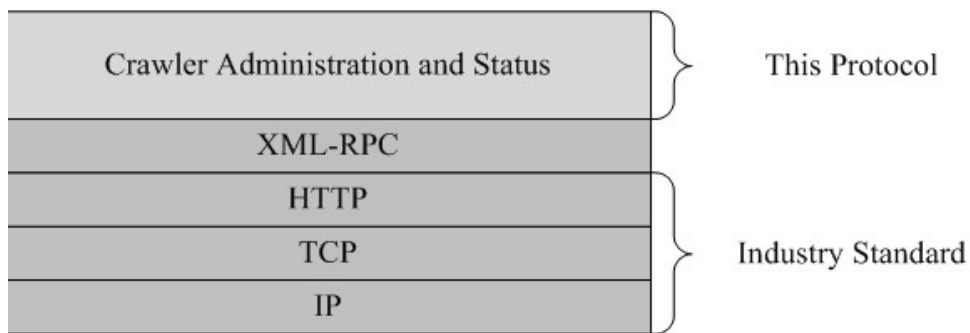 Crawler Administration and Status
This Protocol
XML-RPC
HTTP
TCP
Industry Standard
IP